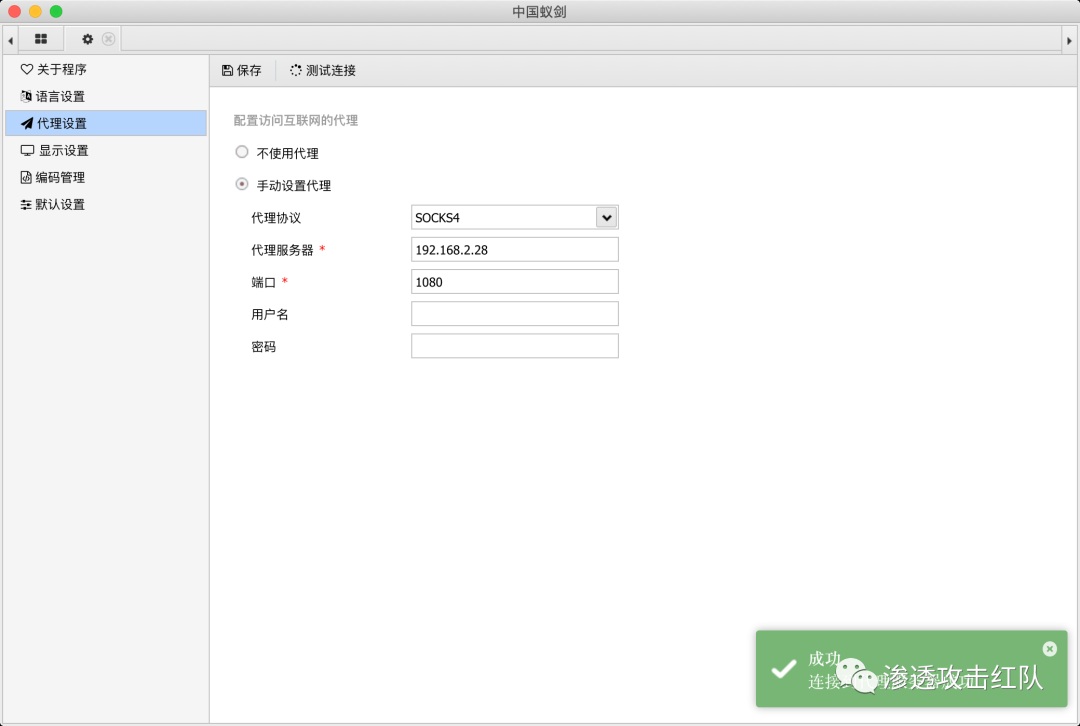 中国蚁剑
关于程序
语言设置
代理设置
显示设置
编码管理
默认设置
保存
测试连接
配置访问互联网的代理
不使用代理
手动设置代理
代理协议 SOCKS4
代理服务器 * 192.168.2.28
端口 * 1080
用户名
密码
成功
连接
渗透攻击红队